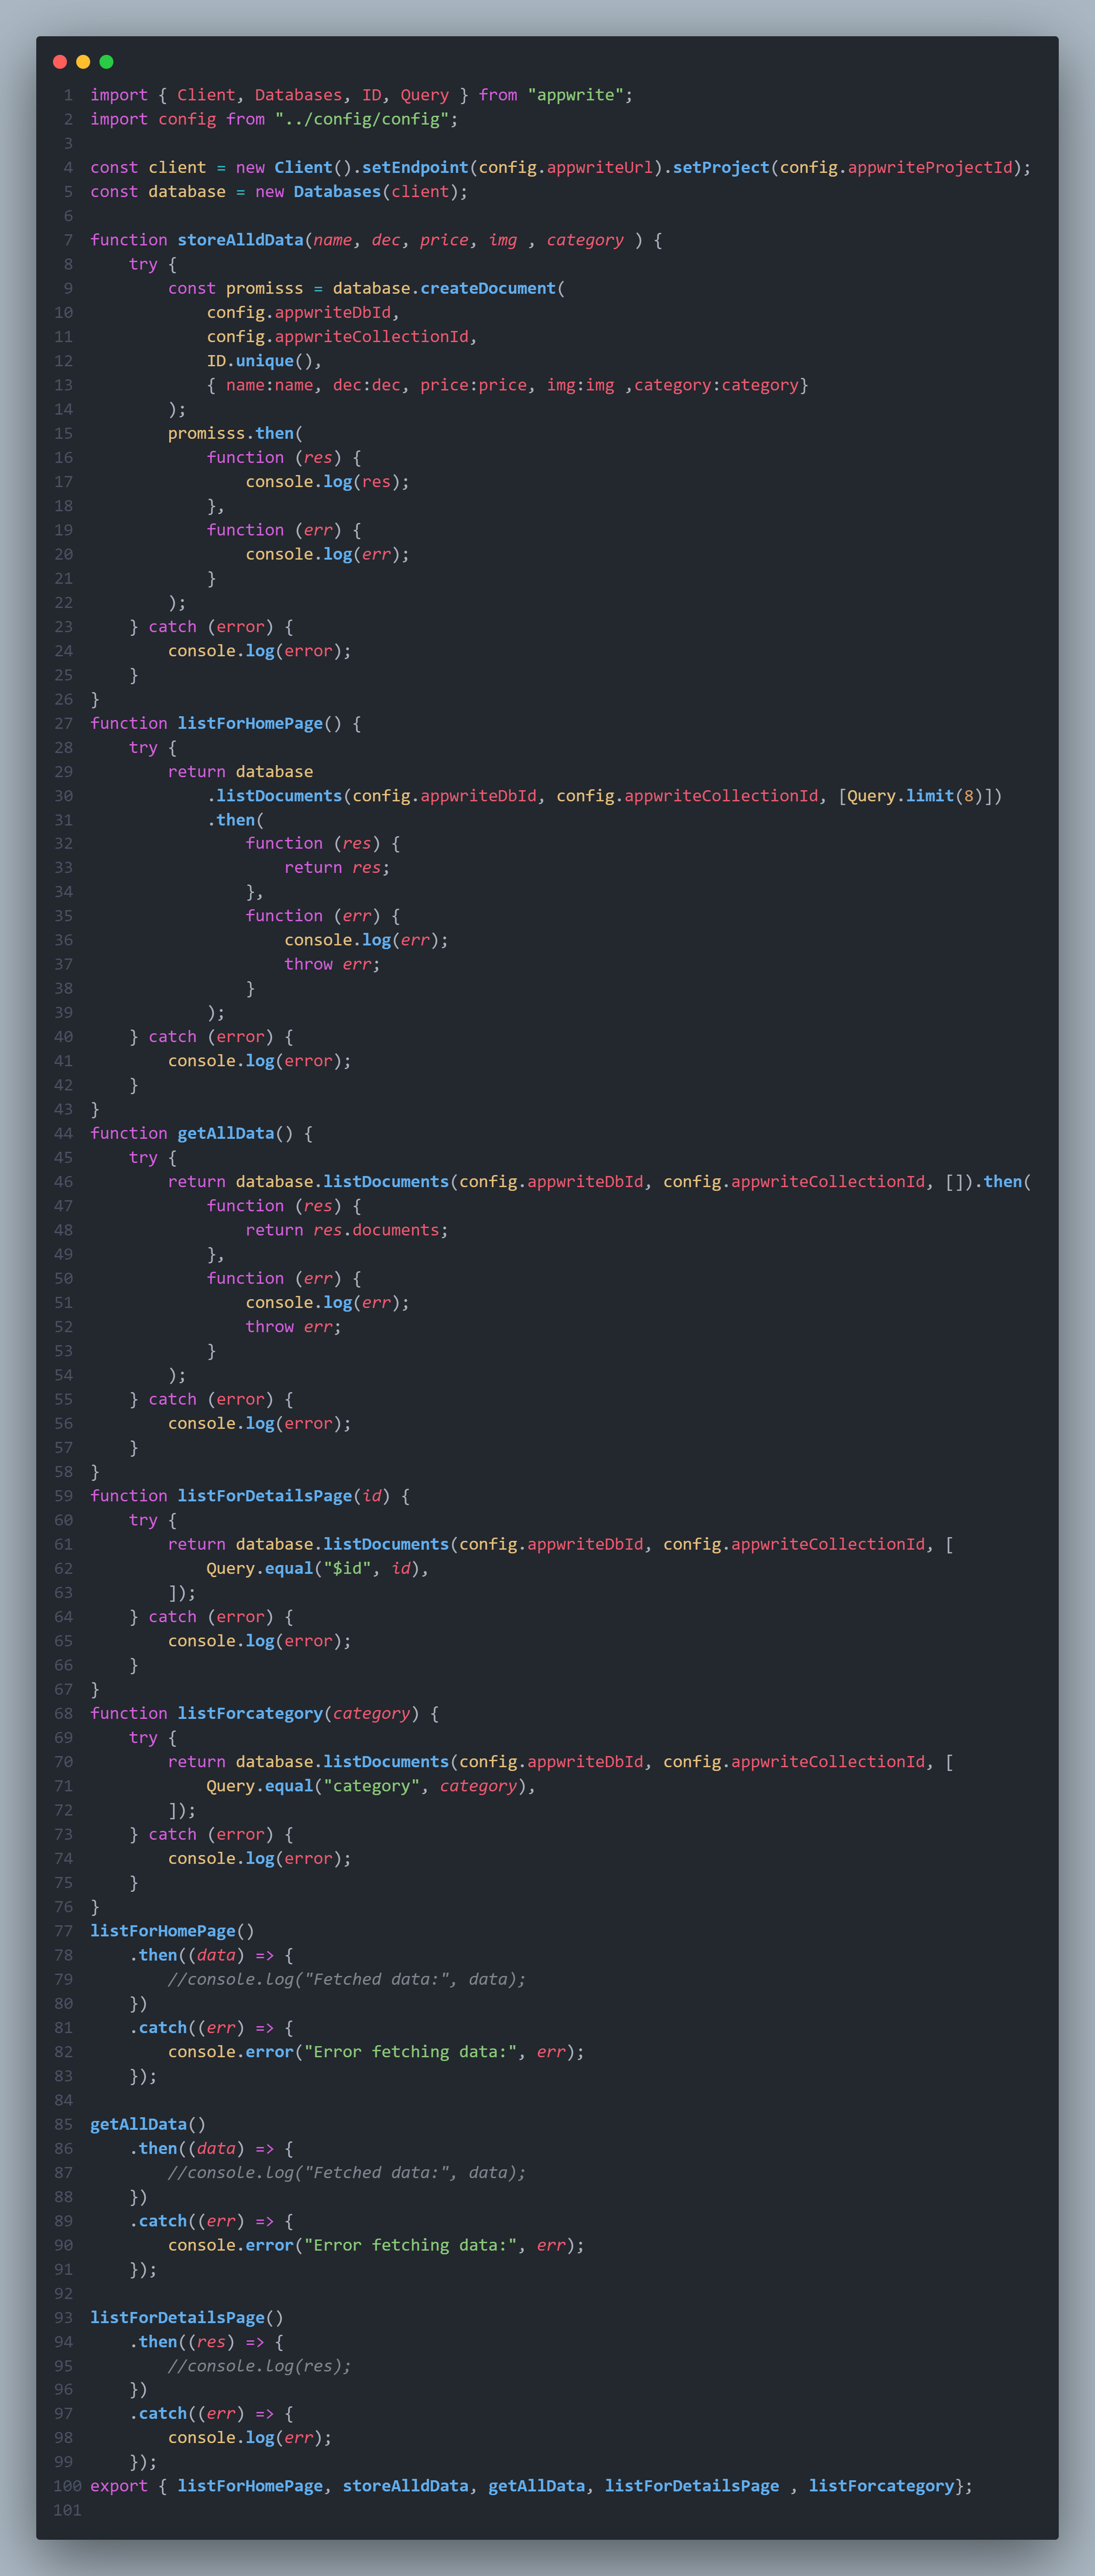 1 import { Client, Databases, ID, Query } from "appwrite";
2 import config from "../config/config";
3
4 const client = new Client().setEndpoint(config.appwriteUrl).setProject(config.appwriteProjectId);
5 const database = new Databases(client);
6
7 function storeAlldData(name, dec, price, img , category ) {
8     try {
9         const promisss = database.createDocument(
10             config.appwriteDbId,
11             config.appwriteCollectionId,
12             ID.unique(),
13             { name:name, dec:dec, price:price, img:img ,category:category}
14         );
15         promisss.then(
16             function (res) {
17                 console.log(res);
18             },
19             function (err) {
20                 console.log(err);
21             }
22         );
23     } catch (error) {
24         console.log(error);
25     }
26 }
27 function listForHomePage() {
28     try {
29         return database
30             .listDocuments(config.appwriteDbId, config.appwriteCollectionId, [Query.limit(8)])
31             .then(
32                 function (res) {
33                     return res;
34                 },
35                 function (err) {
36                     console.log(err);
37                     throw err;
38                 }
39             );
40     } catch (error) {
41         console.log(error);
42     }
43 }
44 function getAllData() {
45     try {
46         return database.listDocuments(config.appwriteDbId, config.appwriteCollectionId, []).then(
47             function (res) {
48                 return res.documents;
49             },
50             function (err) {
51                 console.log(err);
52                 throw err;
53             }
54         );
55     } catch (error) {
56         console.log(error);
57     }
58 }
59 function listForDetailsPage(id) {
60     try {
61         return database.listDocuments(config.appwriteDbId, config.appwriteCollectionId, [
62             Query.equal("$id", id),
63         ]);
64     } catch (error) {
65         console.log(error);
66     }
67 }
68 function listForcategory(category) {
69     try {
70         return database.listDocuments(config.appwriteDbId, config.appwriteCollectionId, [
71             Query.equal("category", category),
72         ]);
73     } catch (error) {
74         console.log(error);
75     }
76 }
77 listForHomePage()
78     .then((data) => {
79         //console.log("Fetched data:", data);
80     })
81     .catch((err) => {
82         console.error("Error fetching data:", err);
83     });
84
85 getAllData()
86     .then((data) => {
87         //console.log("Fetched data:", data);
88     })
89     .catch((err) => {
90         console.error("Error fetching data:", err);
91     });
92
93 listForDetailsPage()
94     .then((res) => {
95         //console.log(res);
96     })
97     .catch((err) => {
98         console.log(err);
99     });
100 export { listForHomePage, storeAlldData, getAllData, listForDetailsPage , listForcategory};
101